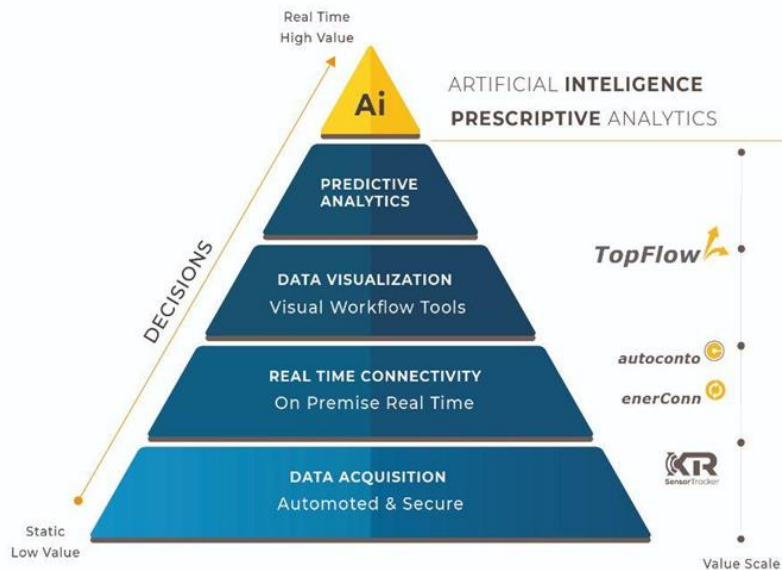 Real Time
High Value
Ai
ARTIFICIAL INTELIGENCE
PRESCRIPTIVE ANALYTICS
PREDICTIVE
ANALYTICS
TopFlow
DECISIONS
DATA VISUALIZATION
Visual Workflow Tools
autoconto
REAL TIME CONNECTIVITY
On Premise Real Time
enerConn
DATA ACQUISITION
Automoted & Secure
KTR
SensorTracker
Static
Low Value
Value Scale